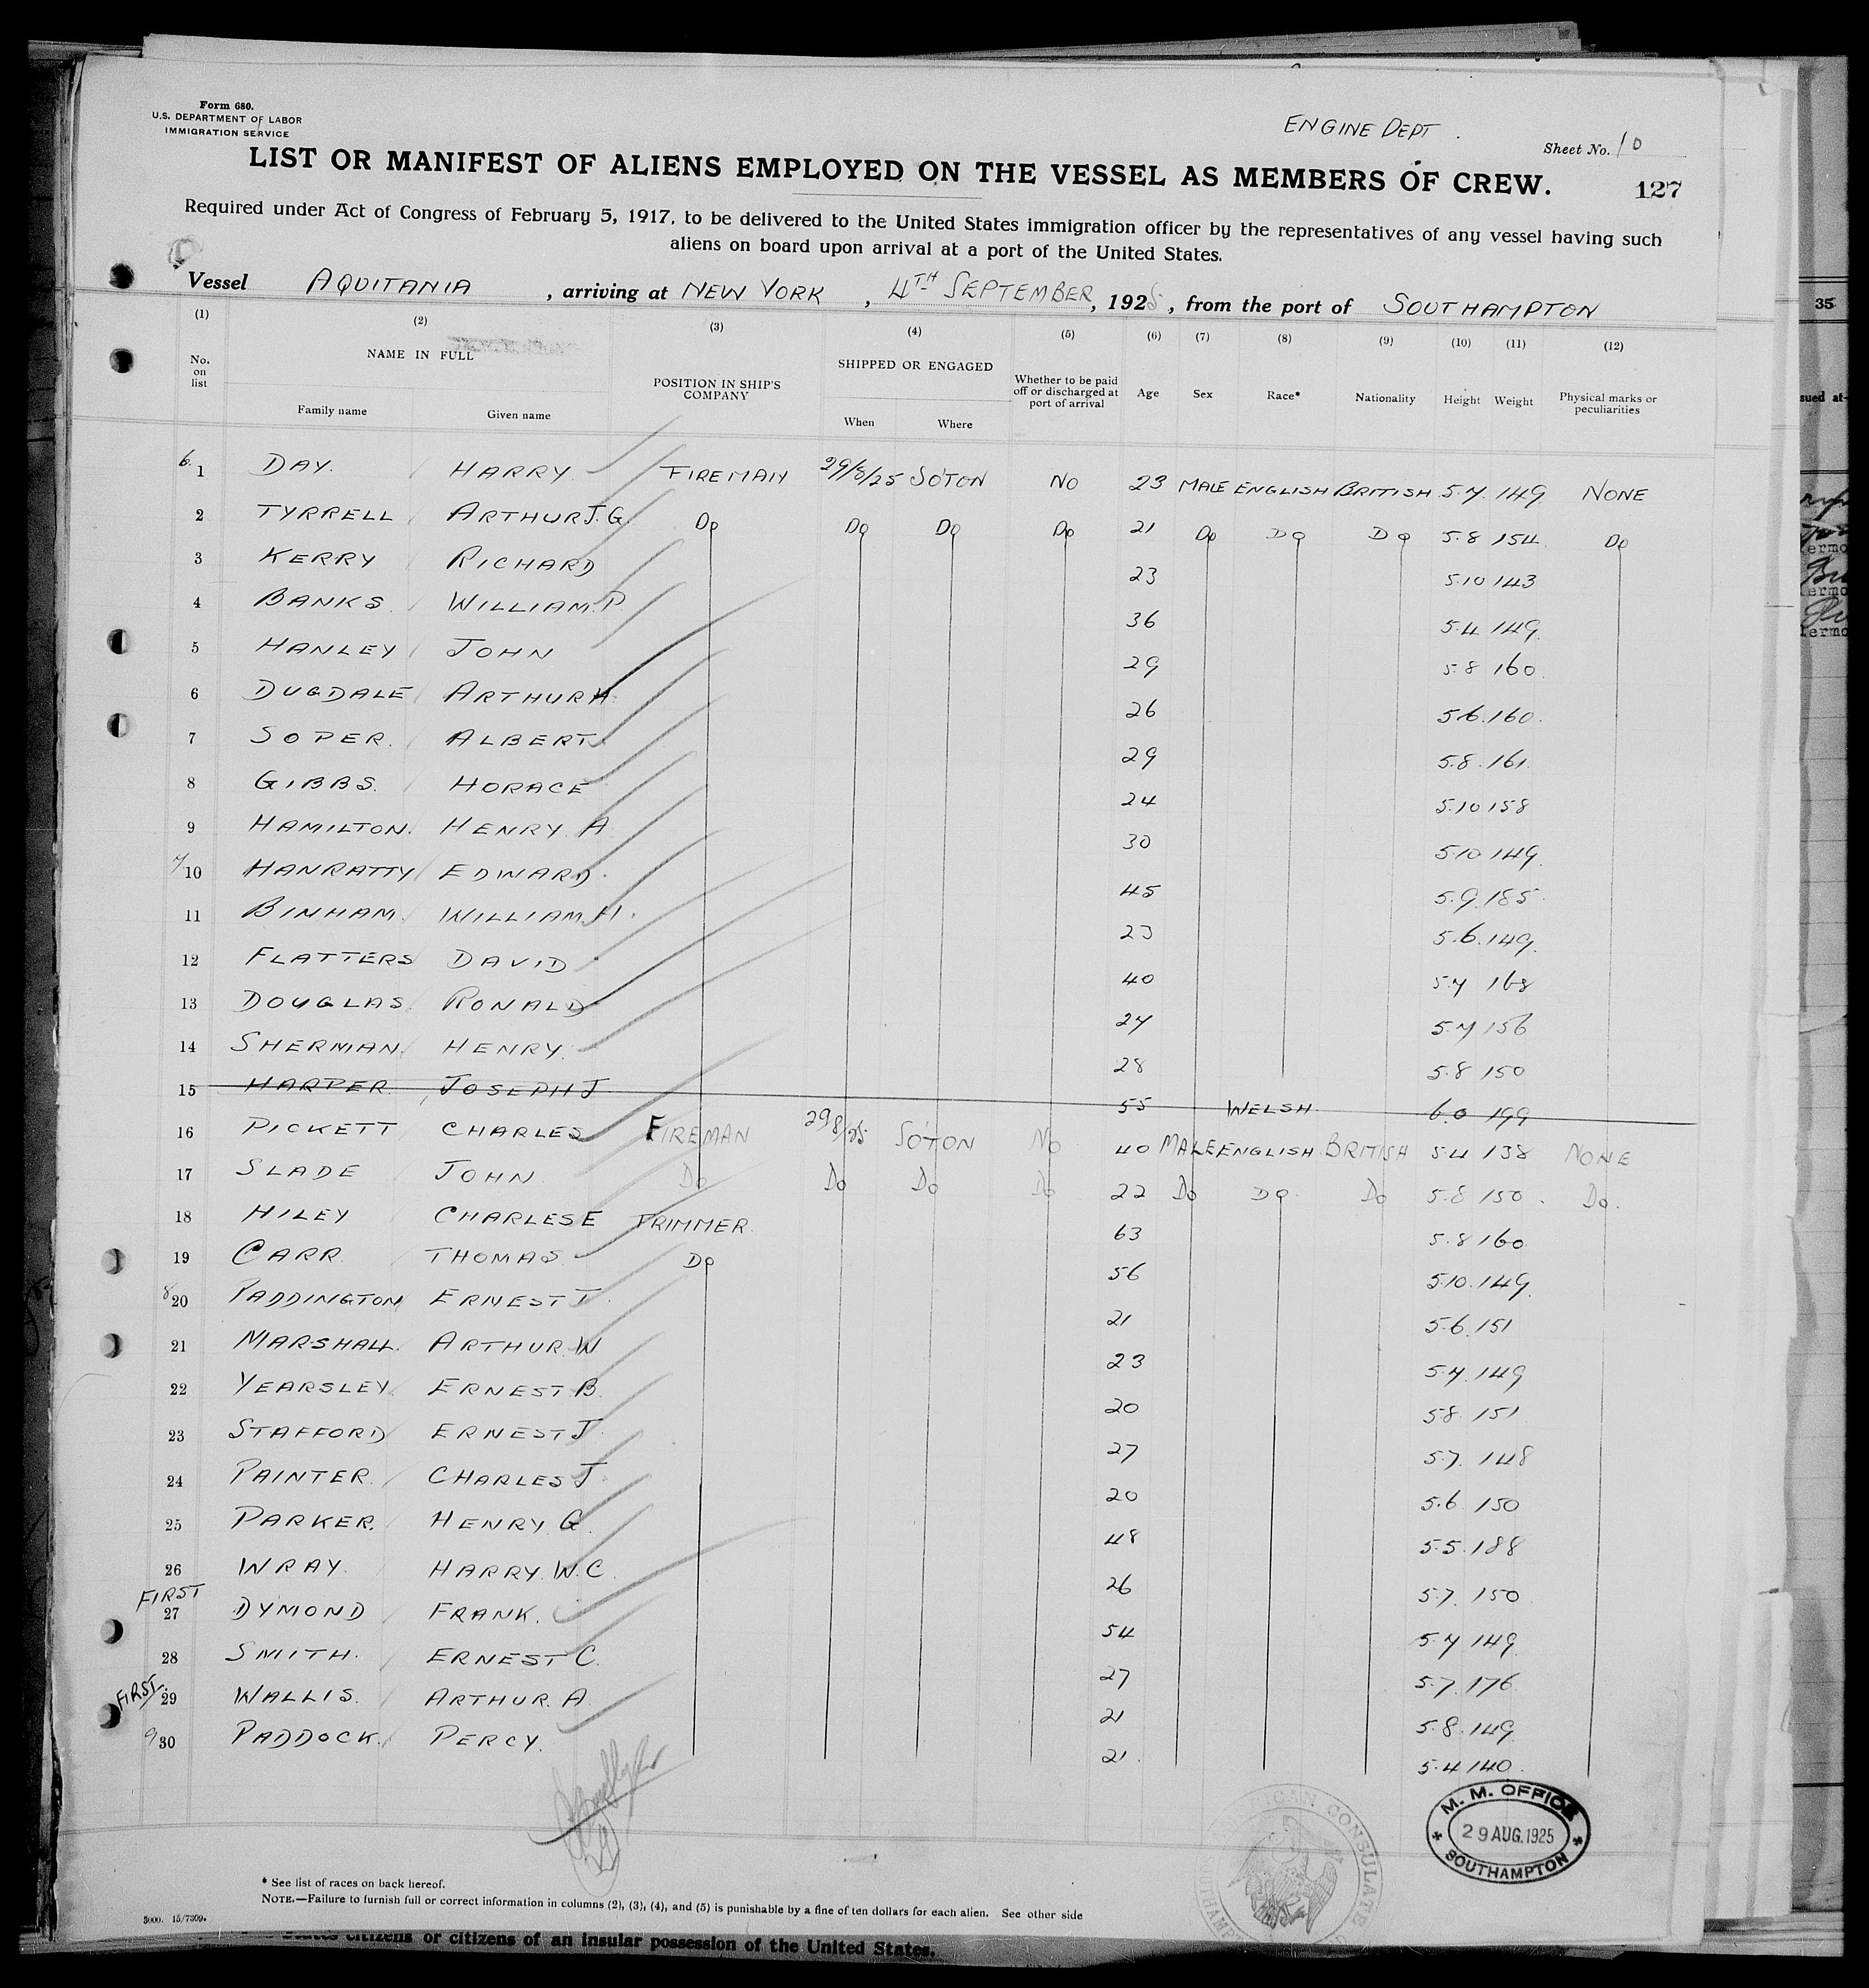 Form 680.
U.S. DEPARTMENT OF LABOR
IMMIGRATION SERVICE
ENGINE DEPT.
Sheet No. 10
LIST OR MANIFEST OF ALIENS EMPLOYED ON THE VESSEL AS MEMBERS OF CREW.
127
Required under Act of Congress of February 5, 1917, to be delivered to the United States immigration officer by the representatives of any vessel having such
aliens on board upon arrival at a port of the United States.
Vessel AQUITANIA, arriving at NEW YORK, 4TH SEPTEMBER, 1925, from the port of SOUTHAMPTON
(1) (2) (3) (4) (5) (6) (7) (8) (9) (10) (11) (12)
No. on list
NAME IN FULL
Family name Given name
POSITION IN SHIP'S COMPANY
SHIPPED OR ENGAGED
When Where
Whether to be paid off or discharged at port of arrival
Age Sex Race* Nationality Height Weight
Physical marks or peculiarities
6 1 DAY. HARRY FIREMAN 29/8/25 SO'TON NO 23 MALE ENGLISH BRITISH 5.7. 149 NONE
2 TYRRELL ARTHUR J.G. Do Do Do Do 21 Do Do Do 5.8 154. Do
3 KERRY RICHARD 23 5.10 143
4 BANKS WILLIAM.P. 36 5.4 149.
5 HANLEY JOHN 29 5.8 160.
6 DUGDALE ARTHUR H. 26 5.6. 160.
7 SOPER. ALBERT 29 5.8. 161.
8 GIBBS. HORACE 24 5.10 158
9 HAMILTON. HENRY. A 30 5.10 149.
7 10 HANRATTY EDWARD. 45 5.9. 185.
11 BINHAM. WILLIAM.H. 23 5.6. 149.
12 FLATTERS DAVID 40 5.7 168
13 DOUGLAS. RONALD 24 5.7 156
14 SHERMAN HENRY. 28 5.8 150
15 HARPER. JOSEPH J 55 WELSH. 6.0 199
16 PICKETT CHARLES FIREMAN 29 8/25 SO'TON NO 40 MALE ENGLISH BRITISH 5.4 138 NONE
17 SLADE JOHN Do Do Do Do 22 Do Do. Do 5.8 150. Do.
18 HILEY CHARLES E TRIMMER. 63 5.8 160
19 CARR. THOMAS Do 56 5.10. 149.
8 20 PADDINGTON ERNEST T. 21 5.6. 151
21 MARSHALL. ARTHUR.W 23 5.7. 149
22 YEARSLEY. ERNEST.B. 20 5.8. 151
23 STAFFORD ERNEST J. 27 5.7. 148
24 PAINTER. CHARLES J. 20 5.6. 150
25 PARKER. HENRY. G. 48 5.5. 188
26 WRAY. HARRY. W.C. 26 5.7. 150
FIRST
27 DYMOND FRANK. 54 5.7 149.
28 SMITH. ERNEST C. 27 5.7. 176.
FIRST. 29 WALLIS. ARTHUR. A. 21 5.8. 149.
9 30 PADDOCK. PERCY. 21. 5.4 140.
M. M. OFFICE
29 AUG. 1925
SOUTHAMPTON
AMERICAN CONSULATE
* See list of races on back hereof.
NOTE.—Failure to furnish full or correct information in columns (2), (3), (4), and (5) is punishable by a fine of ten dollars for each alien. See other side
5000. 15/7309.
States citizens or citizens of an insular possession of the United States.
35
sued at-